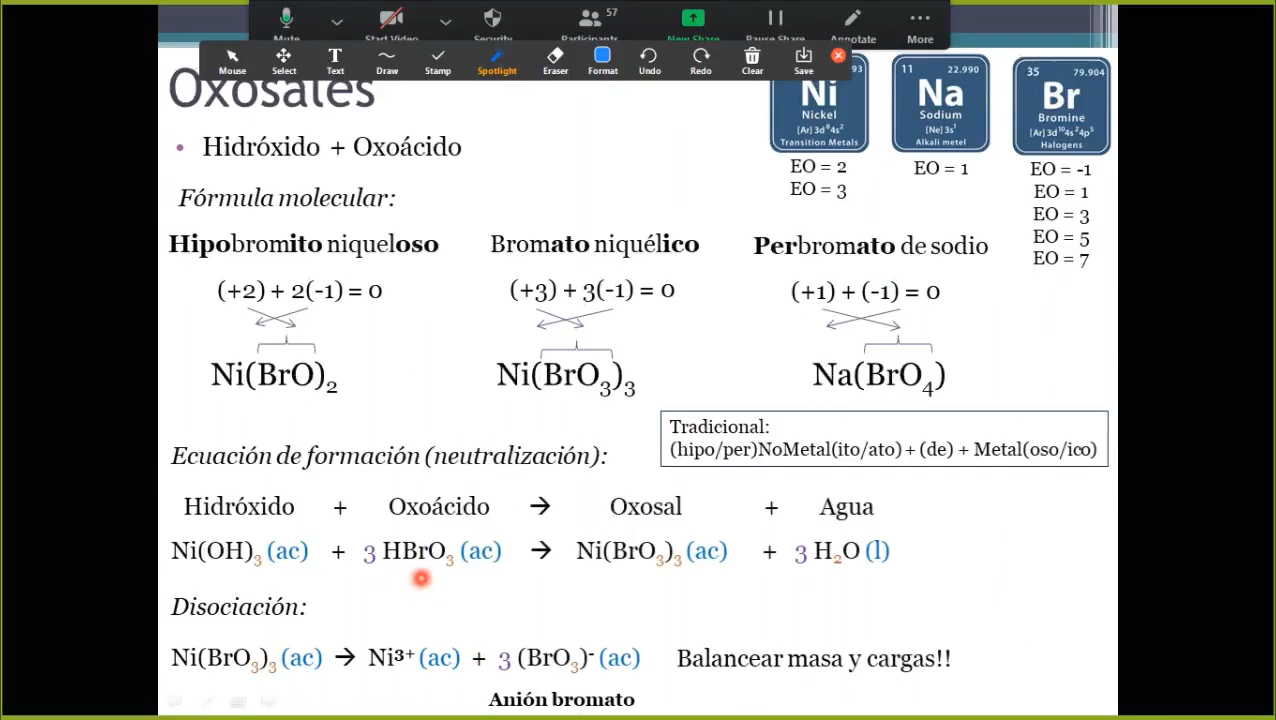 57
Mute Start Video Security Participants New Share Pause Share Annotate More
Mouse Select Text Draw Stamp Spotlight Eraser Format Undo Redo Clear Save
Oxosales
93
Ni
Nickel
[Ar] 3d⁸4s²
Transition Metals
EO = 2
EO = 3
11 22.990
Na
Sodium
[Ne] 3s¹
Alkali metel
EO = 1
35 79.904
Br
Bromine
[Ar] 3d¹⁰4s²4p⁵
Halogens
EO = -1
EO = 1
EO = 3
EO = 5
EO = 7
• Hidróxido + Oxoácido
Fórmula molecular:
Hipobromito niqueloso Bromato niquélico Perbromato de sodio
(+2) + 2(-1) = 0 (+3) + 3(-1) = 0 (+1) + (-1) = 0
Ni(BrO)₂ Ni(BrO₃)₃ Na(BrO₄)
Tradicional:
(hipo/per)NoMetal(ito/ato) + (de) + Metal(oso/ico)
Ecuación de formación (neutralización):
Hidróxido + Oxoácido → Oxosal + Agua
Ni(OH)₃ (ac) + 3 HBrO₃ (ac) → Ni(BrO₃)₃ (ac) + 3 H₂O (l)
Disociación:
Ni(BrO₃)₃ (ac) → Ni³⁺ (ac) + 3 (BrO₃)⁻ (ac) Balancear masa y cargas!!
Anión bromato